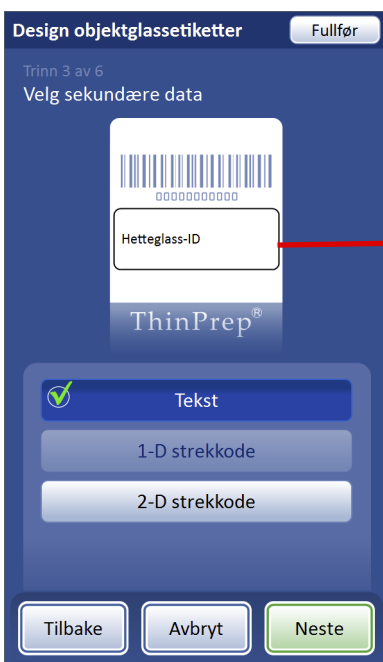 Design objektglassetiketter
Fullfør
Trinn 3 av 6
Velg sekundære data
00000000000
Hetteglass-ID
ThinPrep®
Tekst
1-D strekkode
2-D strekkode
Tilbake
Avbryt
Neste